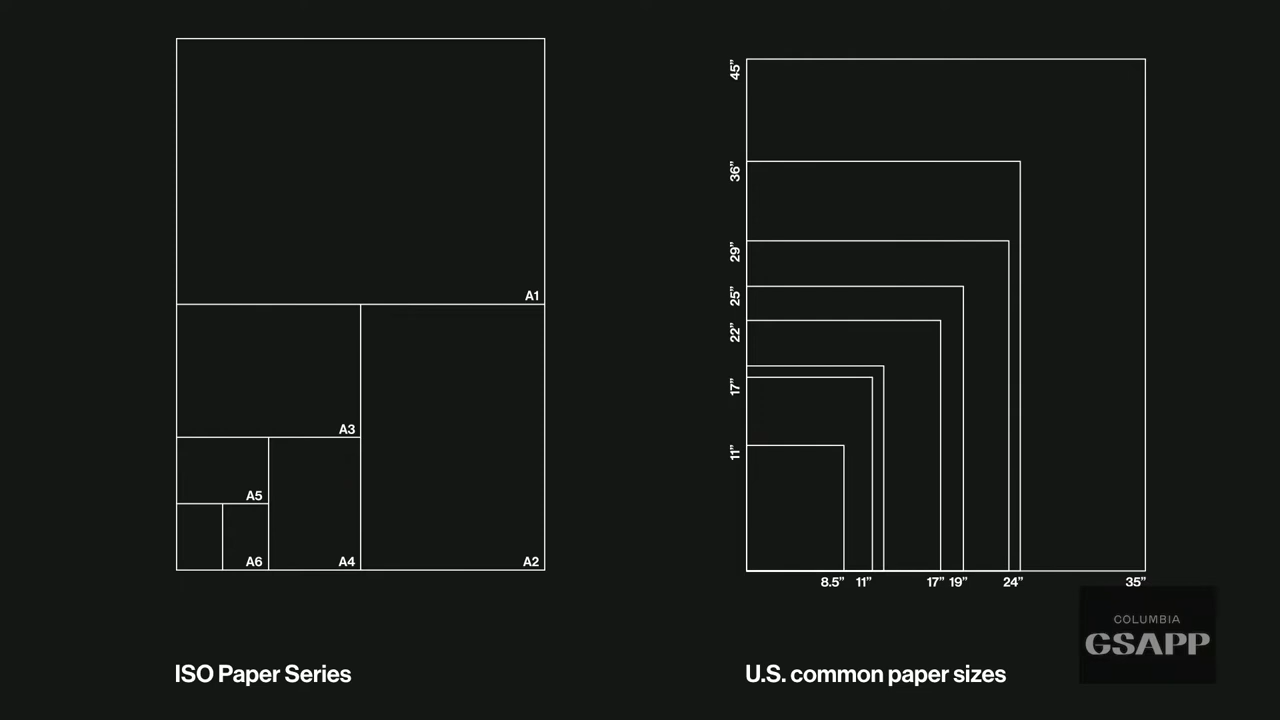 A1
A3
A5
A6
A4
A2
ISO Paper Series
45”
36”
29”
25”
22”
17”
11”
8.5”
11”
17”
19”
24”
35”
U.S. common paper sizes
COLUMBIA
GSAPP